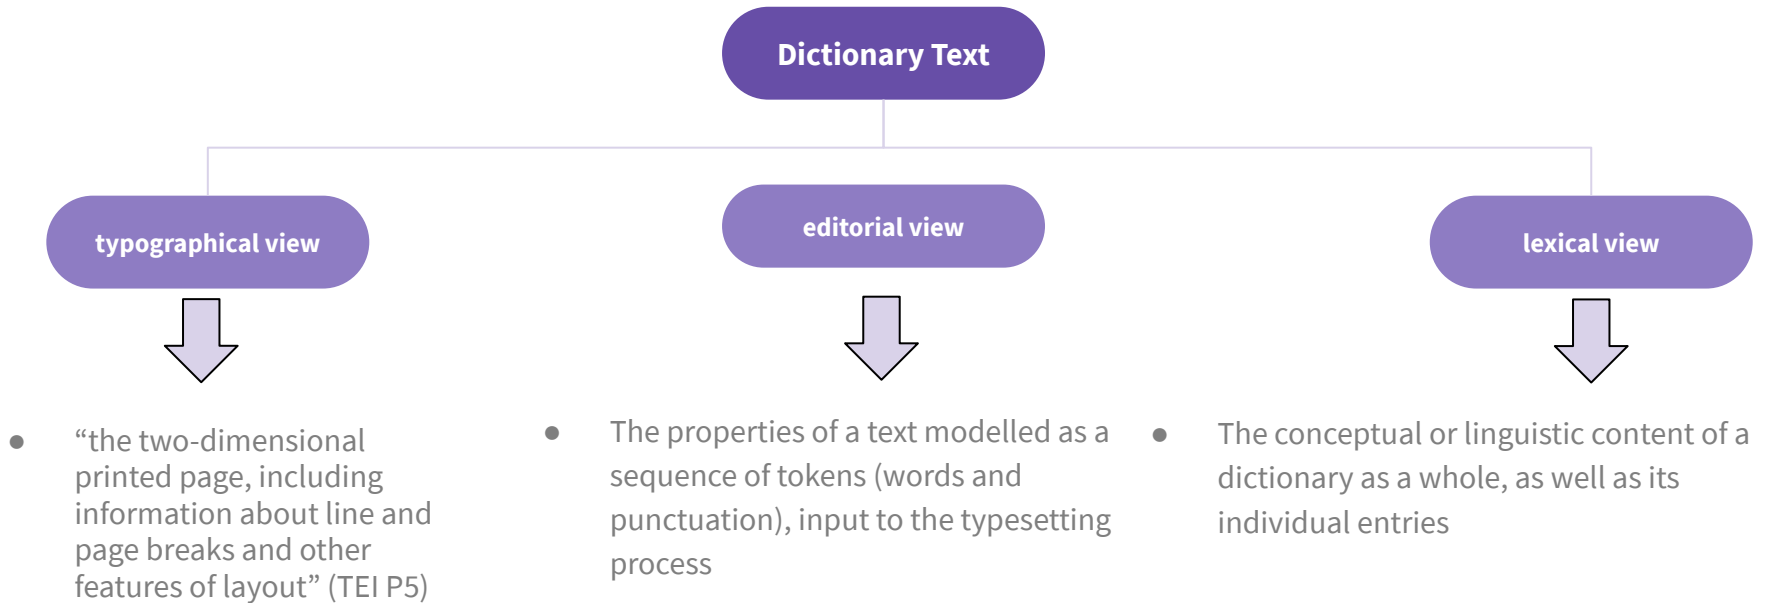 Dictionary Text
typographical view
editorial view
lexical view
● “the two-dimensional
printed page, including
information about line and
page breaks and other
features of layout” (TEI P5)
● The properties of a text modelled as a
sequence of tokens (words and
punctuation), input to the typesetting
process
● The conceptual or linguistic content of a
dictionary as a whole, as well as its
individual entries